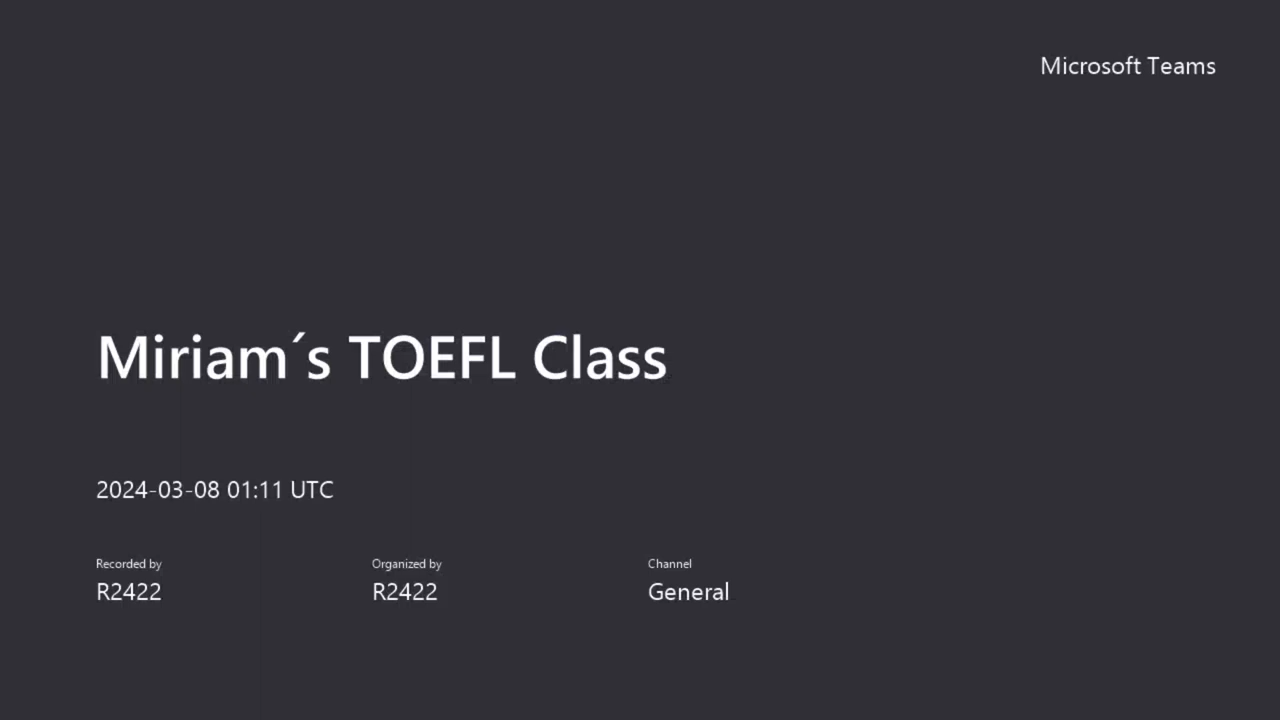 Microsoft Teams
Miriam´s TOEFL Class
2024-03-08 01:11 UTC
Recorded by
R2422
Organized by
R2422
Channel
General